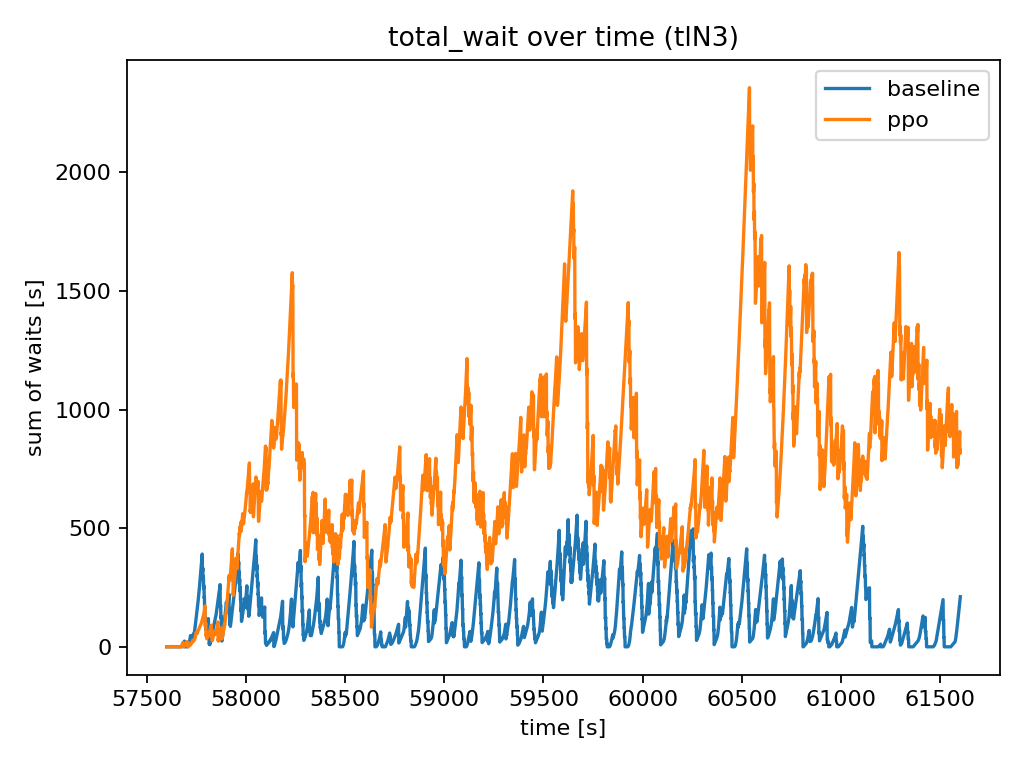 total_wait over time (tIN3)
baseline
ppo
sum of waits [s]
2000
1500
1000
500
0
57500 58000 58500 59000 59500 60000 60500 61000 61500
time [s]